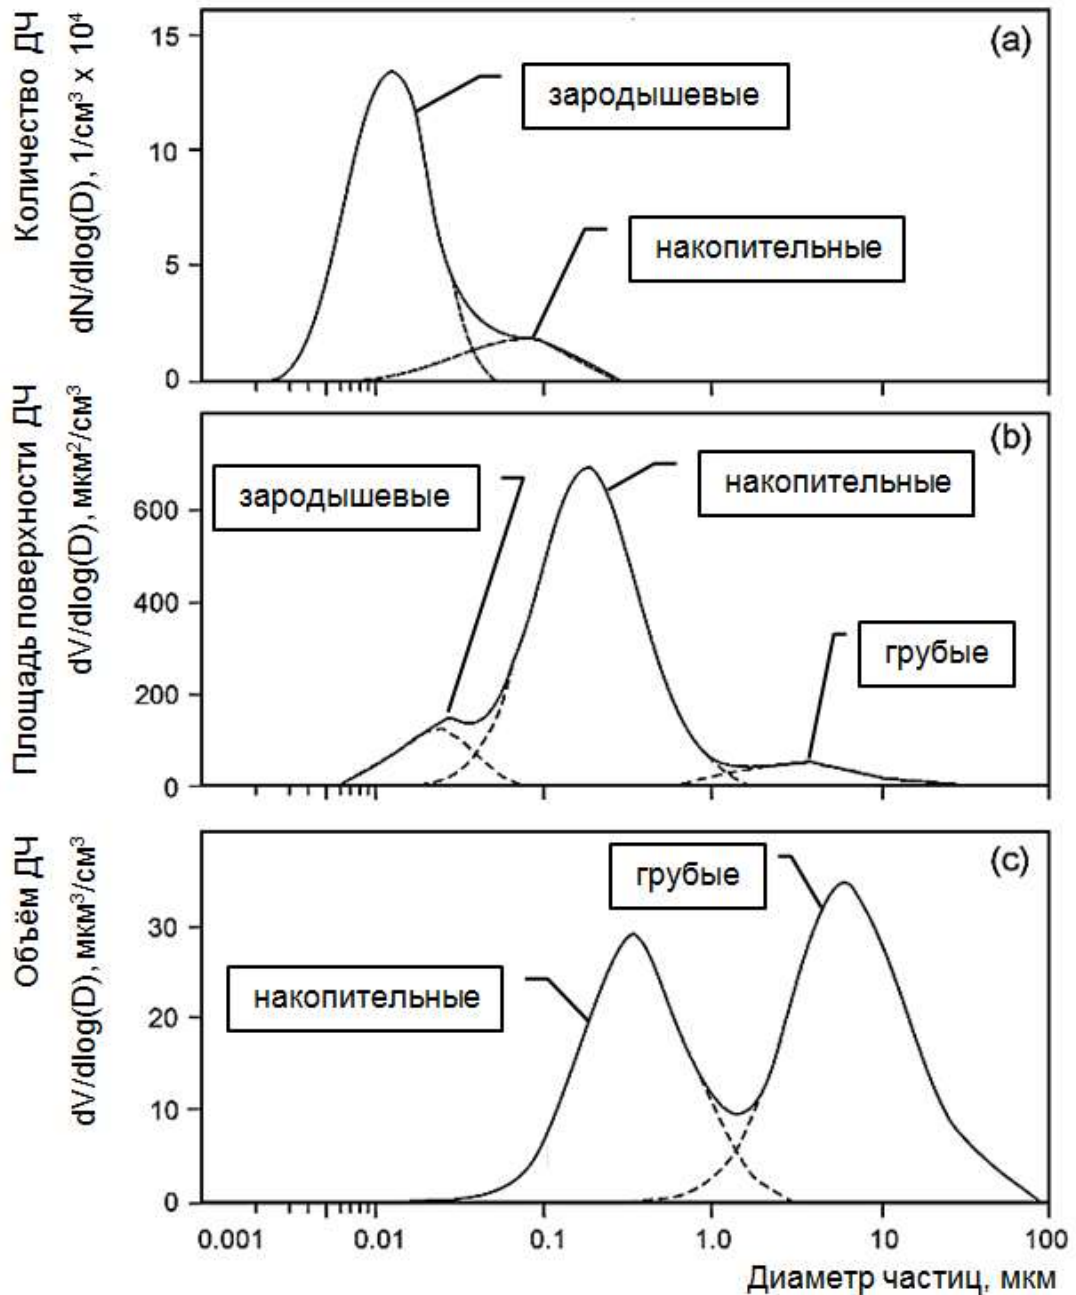 Количество ДЧ
dN/dlog(D), 1/см³ x 10⁴
15
10
5
0
(a)
зародышевые
накопительные
Площадь поверхности ДЧ
dV/dlog(D), мкм²/см³
600
400
200
0
(b)
зародышевые
накопительные
грубые
Объём ДЧ
dV/dlog(D), мкм³/см³
30
20
10
0
(c)
грубые
накопительные
0.001 0.01 0.1 1.0 10 100
Диаметр частиц, мкм